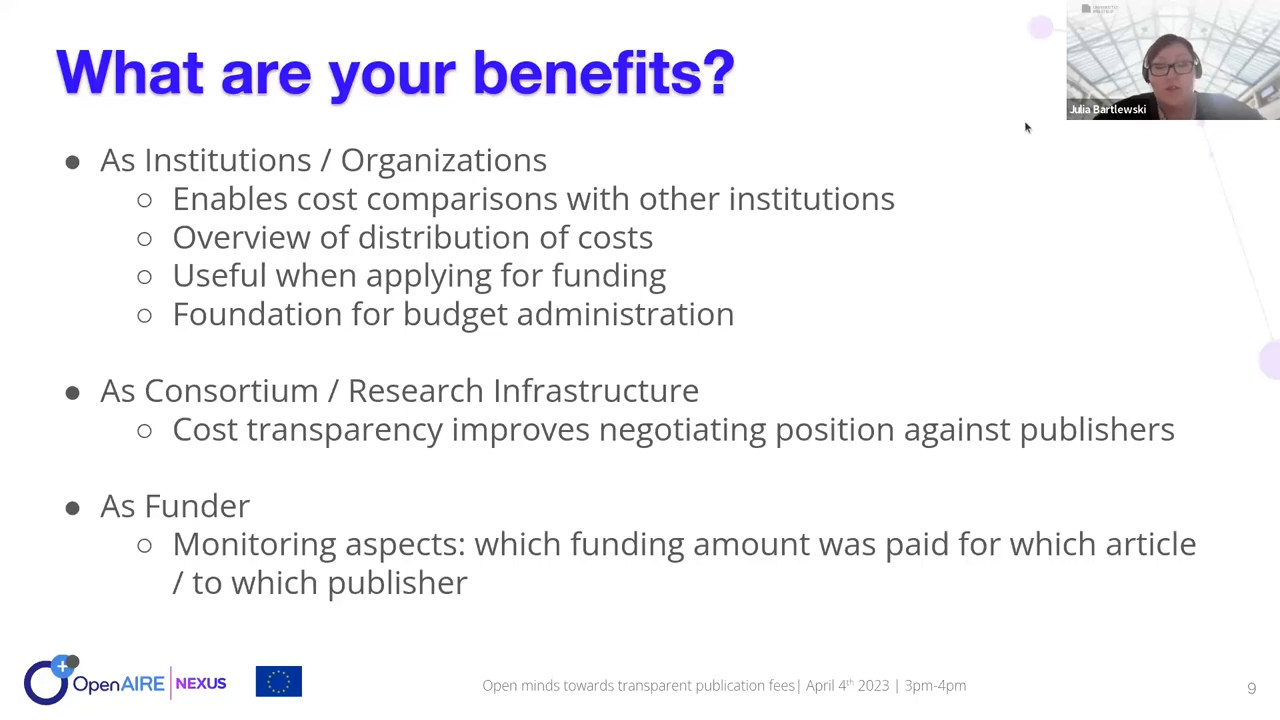 What are your benefits?
Julia Bartlewski
● As Institutions / Organizations
○ Enables cost comparisons with other institutions
○ Overview of distribution of costs
○ Useful when applying for funding
○ Foundation for budget administration
● As Consortium / Research Infrastructure
○ Cost transparency improves negotiating position against publishers
● As Funder
○ Monitoring aspects: which funding amount was paid for which article
/ to which publisher
OpenAIRE | NEXUS
Open minds towards transparent publication fees| April 4th 2023 | 3pm-4pm
9